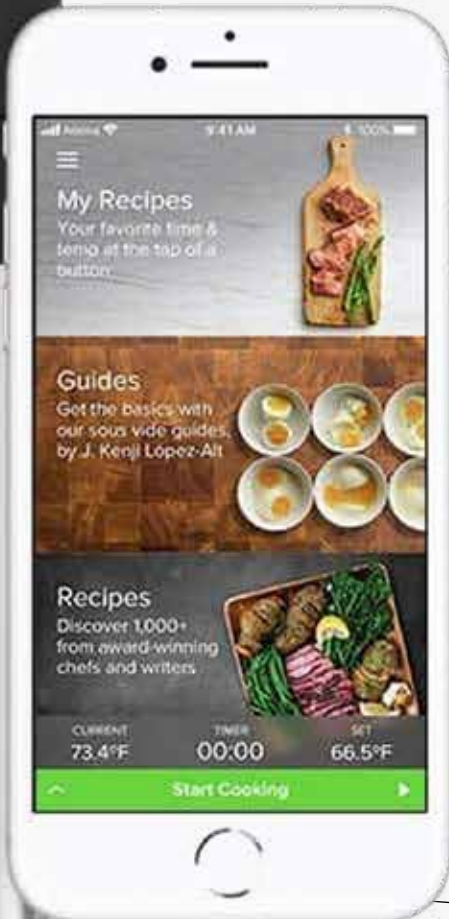 Anova 9:41 AM 100%
My Recipes
Your favorite time &
temp at the tap of a
button
Guides
Get the basics with
our sous vide guides,
by J. Kenji Lopez-Alt
Recipes
Discover 1,000+
from award-winning
chefs and writers
CURRENT TIMER SET
73.4°F 00:00 66.5°F
Start Cooking